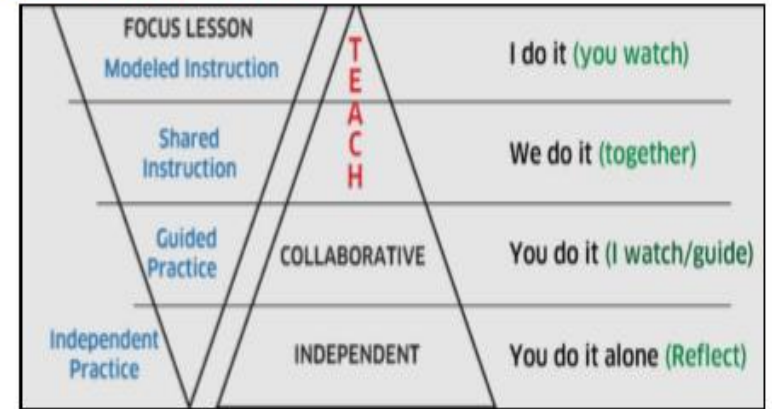 FOCUS LESSON
Modeled Instruction
T
E
A
C
H
I do it (you watch)
Shared
Instruction
We do it (together)
Guided
Practice
COLLABORATIVE
You do it (I watch/guide)
Independent
Practice
INDEPENDENT
You do it alone (Reflect)